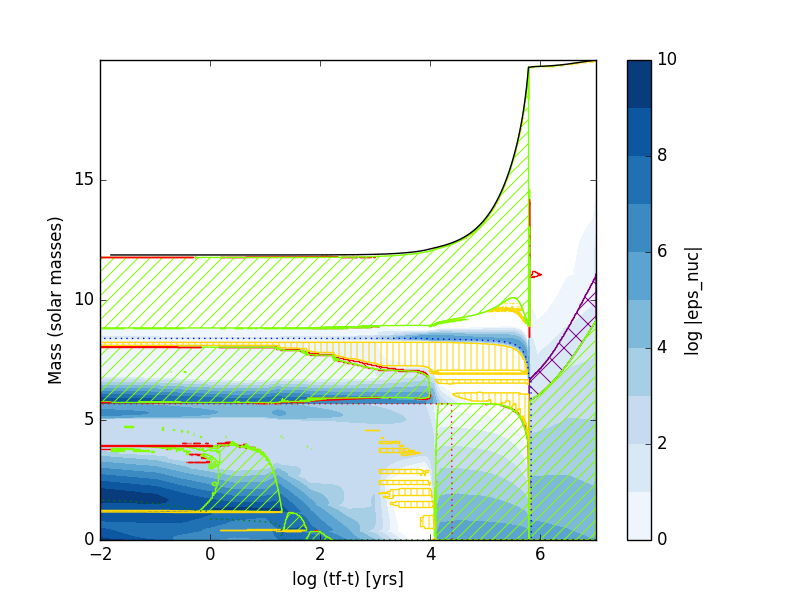 10
8
6
4
2
0
log |eps_nuc|
15
10
5
0
Mass (solar masses)
−2 0 2 4 6
log (tf-t) [yrs]